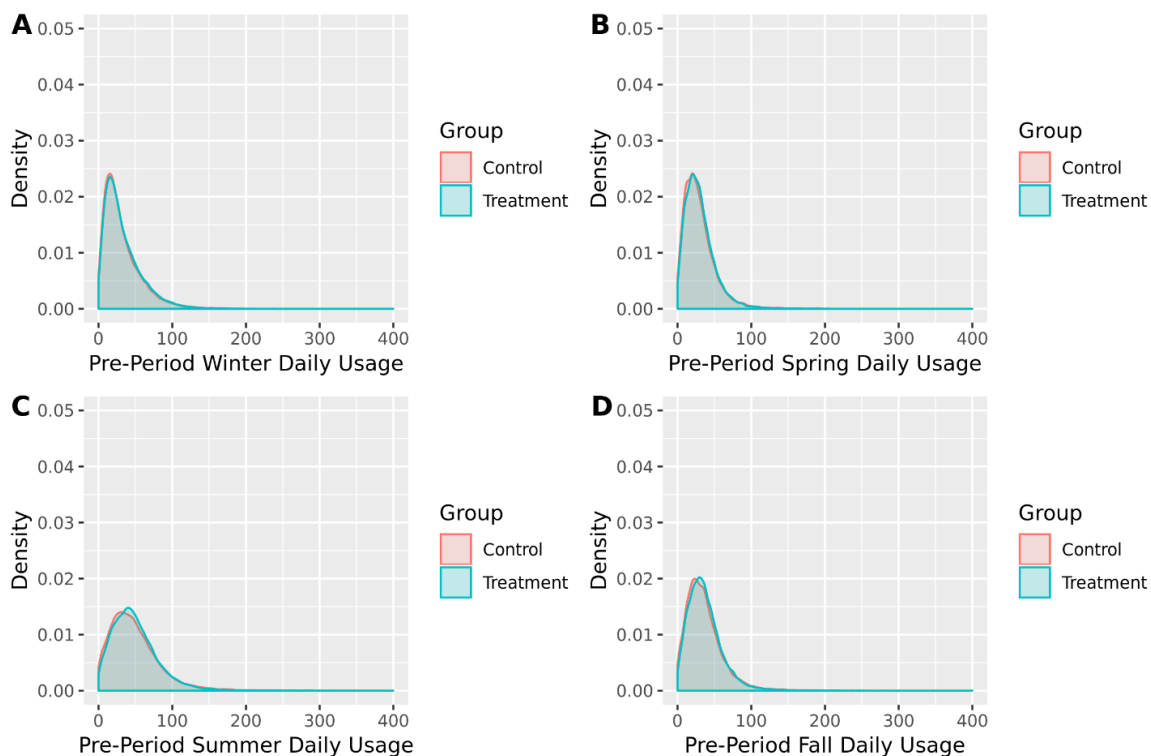 A
0.05
0.04
0.03
0.02
0.01
0.00
Density
0 100 200 300 400
Pre-Period Winter Daily Usage
Group
Control
Treatment
B
0.05
0.04
0.03
0.02
0.01
0.00
Density
0 100 200 300 400
Pre-Period Spring Daily Usage
Group
Control
Treatment
C
0.05
0.04
0.03
0.02
0.01
0.00
Density
0 100 200 300 400
Pre-Period Summer Daily Usage
Group
Control
Treatment
D
0.05
0.04
0.03
0.02
0.01
0.00
Density
0 100 200 300 400
Pre-Period Fall Daily Usage
Group
Control
Treatment